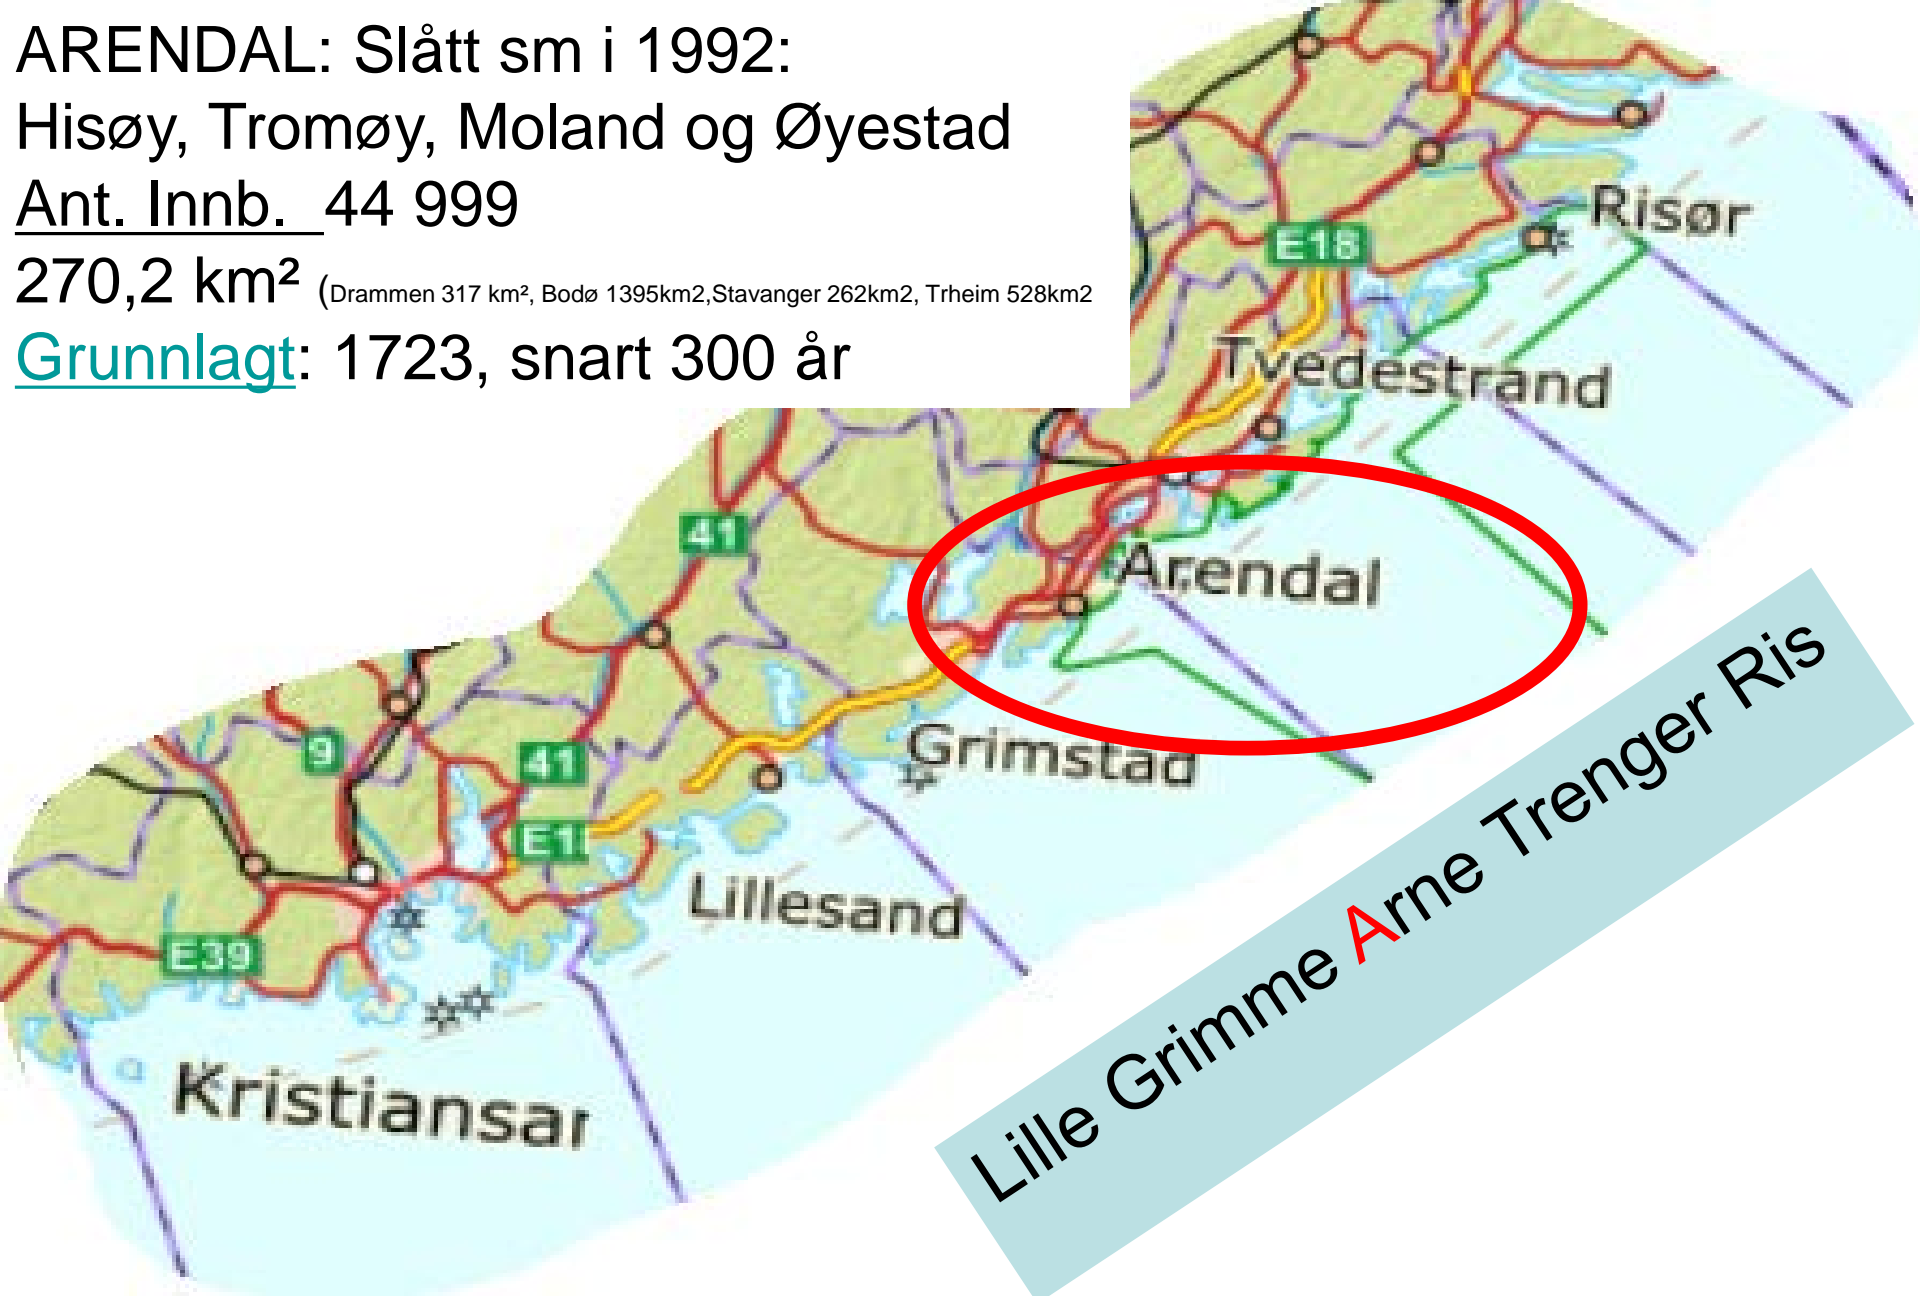 ARENDAL: Slått sm i 1992:
Hisøy, Tromøy, Moland og Øyestad
Ant. Innb. 44 999
270,2 km² (Drammen 317 km², Bodø 1395km2,Stavanger 262km2, Trheim 528km2
Grunnlagt: 1723, snart 300 år
Risør
E18
Tvedestrand
41
Arendal
Grimstad
9
41
E1
Lillesand
E39
Kristiansa
Lille Grimme Arne Trenger Ris